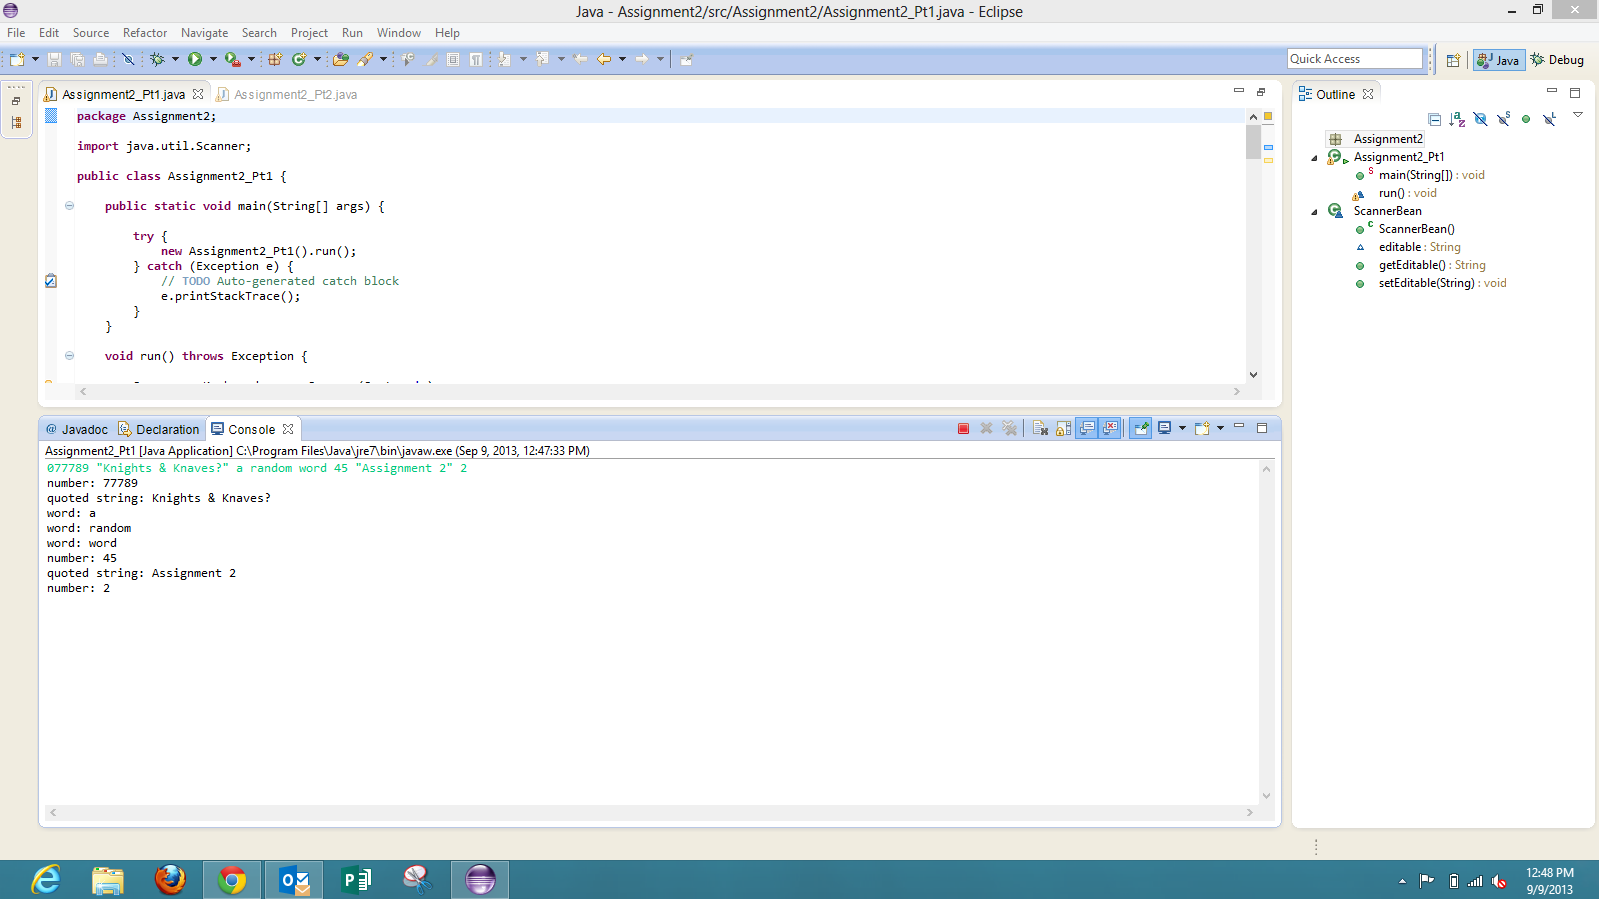 Java - Assignment2/src/Assignment2/Assignment2_Pt1.java - Eclipse
File Edit Source Refactor Navigate Search Project Run Window Help
Quick Access
Java
Debug
Assignment2_Pt1.java
Assignment2_Pt2.java
package Assignment2;
import java.util.Scanner;
public class Assignment2_Pt1 {
public static void main(String[] args) {
try {
new Assignment2_Pt1().run();
} catch (Exception e) {
// TODO Auto-generated catch block
e.printStackTrace();
}
}
void run() throws Exception {
Outline
Assignment2
Assignment2_Pt1
main(String[]) : void
run() : void
ScannerBean
ScannerBean()
editable : String
getEditable() : String
setEditable(String) : void
@ Javadoc Declaration Console
Assignment2_Pt1 [Java Application] C:\Program Files\Java\jre7\bin\javaw.exe (Sep 9, 2013, 12:47:33 PM)
077789 "Knights & Knaves?" a random word 45 "Assignment 2" 2
number: 77789
quoted string: Knights & Knaves?
word: a
word: random
word: word
number: 45
quoted string: Assignment 2
number: 2
12:48 PM
9/9/2013